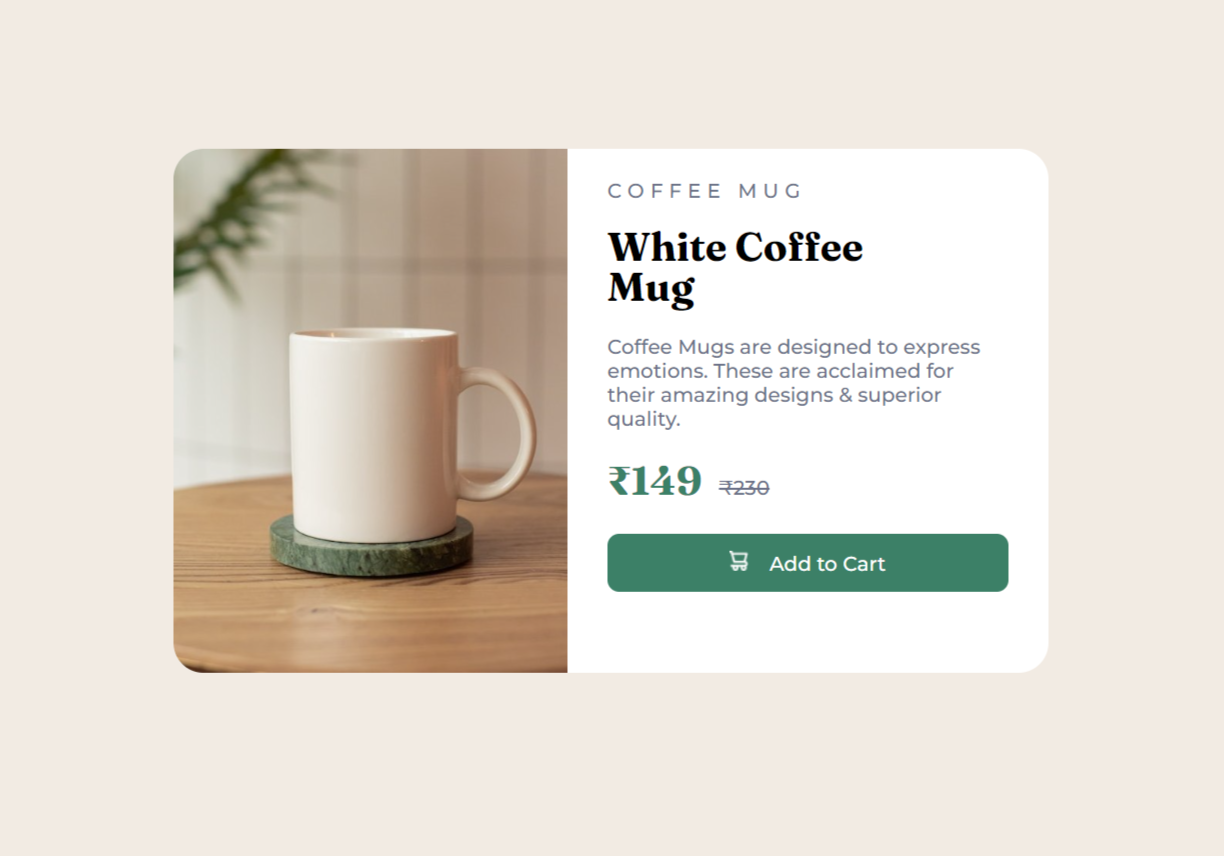 COFFEE MUG
White Coffee
Mug
Coffee Mugs are designed to express
emotions. These are acclaimed for
their amazing designs & superior
quality.
₹149 ₹230
Add to Cart